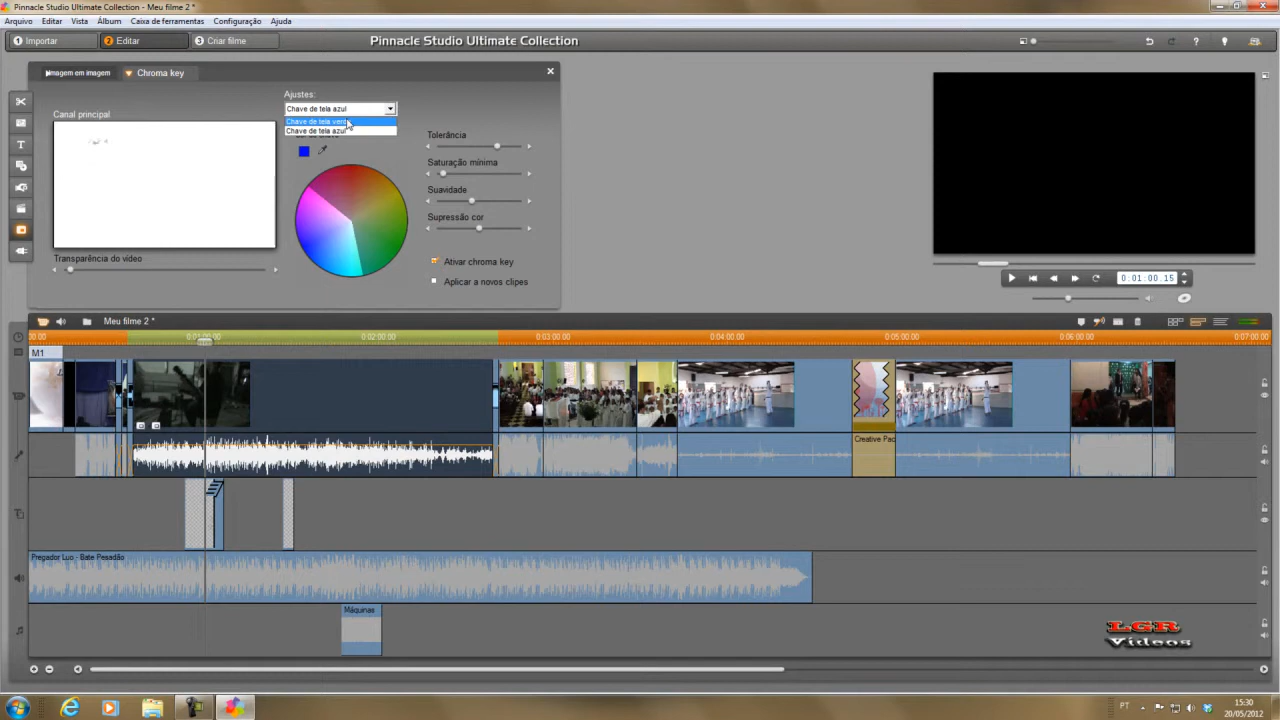 Pinnacle Studio Ultimate Collection - Meu filme 2 *
Arquivo Editar Vista Álbum Caixa de ferramentas Configuração Ajuda
1 Importar 2 Editar 3 Criar filme Pinnacle Studio Ultimate Collection
Imagem em imagem Chroma key
Ajustes:
Chave de tela azul
Canal principal
Chave de tela verde
Chave de tela azul
Tolerância
Saturação mínima
Suavidade
Supressão cor
Transparência do vídeo
Ativar chroma key
Aplicar a novos clipes
0:01:00.15
Meu filme 2 *
0:01:00.00 0:02:00.00 0:03:00.00 0:04:00.00 0:05:00.00 0:06:00.00 0:07:00.00
M1
Creative Pac
Pregador Luo - Bate Pesadão
Máquinas
LGR
Videos
PT
15:30
20/05/2012